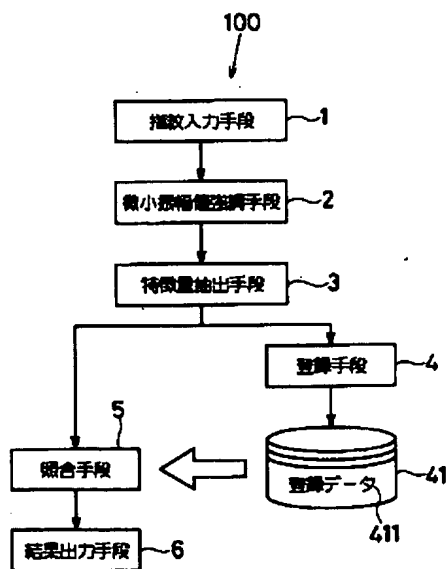 100
指紋入力手段 1
微小振幅値強調手段 2
特徴量抽出手段 3
登録手段 4
5
照合手段
登録データ 41
411
結果出力手段 6